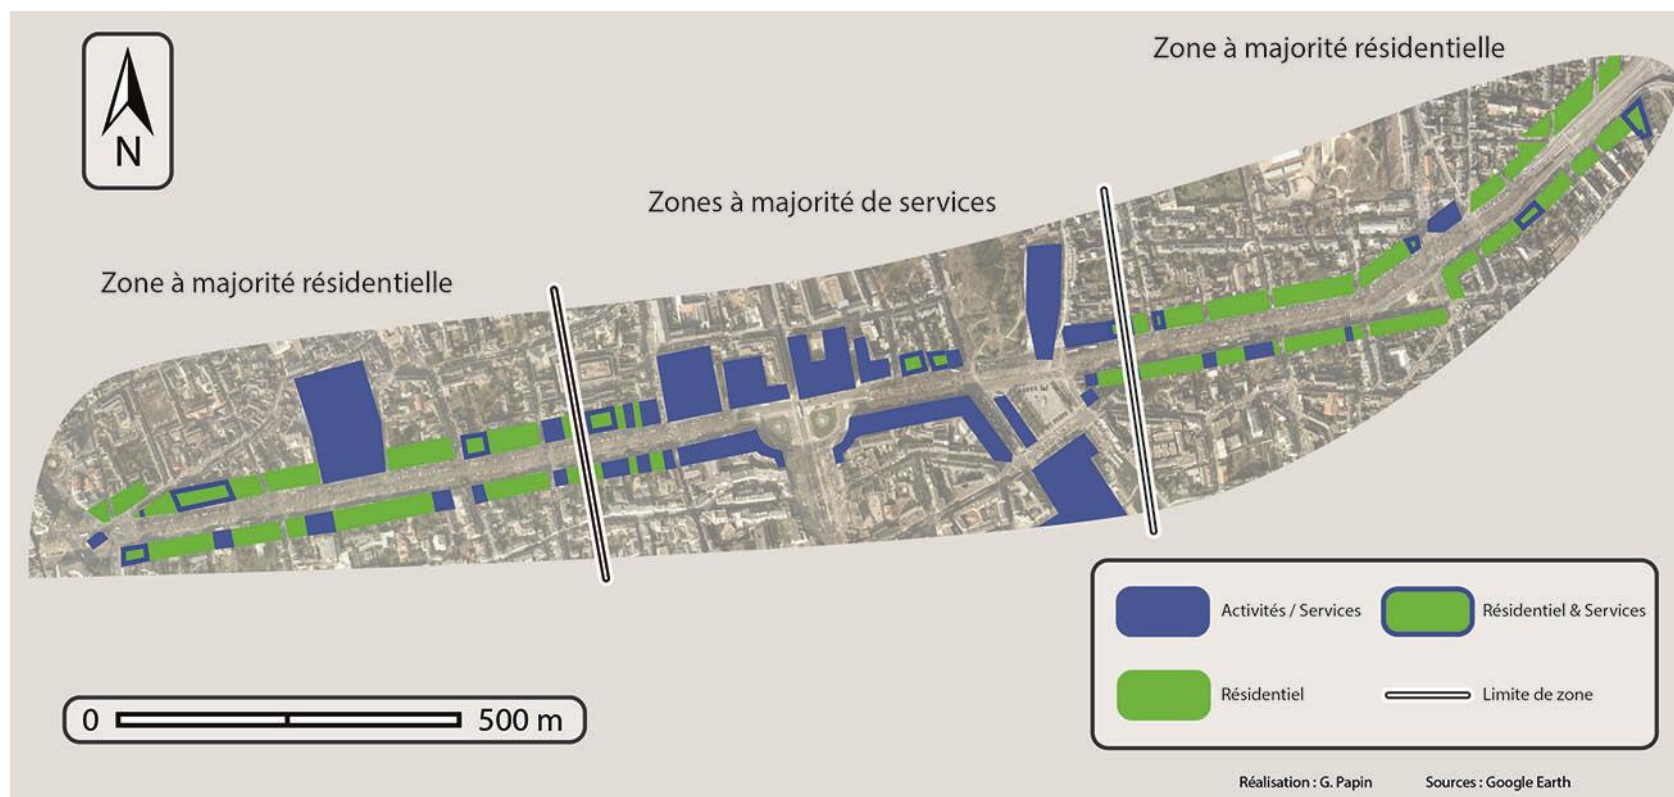 Zone à majorité résidentielle
N
Zones à majorité de services
Zone à majorité résidentielle
Activités / Services
Résidentiel & Services
Résidentiel
Limite de zone
0 500 m
Réalisation : G. Papin Sources : Google Earth